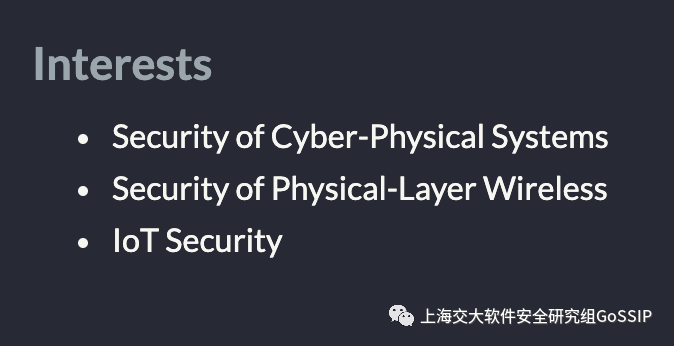 Interests
• Security of Cyber-Physical Systems
• Security of Physical-Layer Wireless
• IoT Security
上海交大软件安全研究组GoSSIP